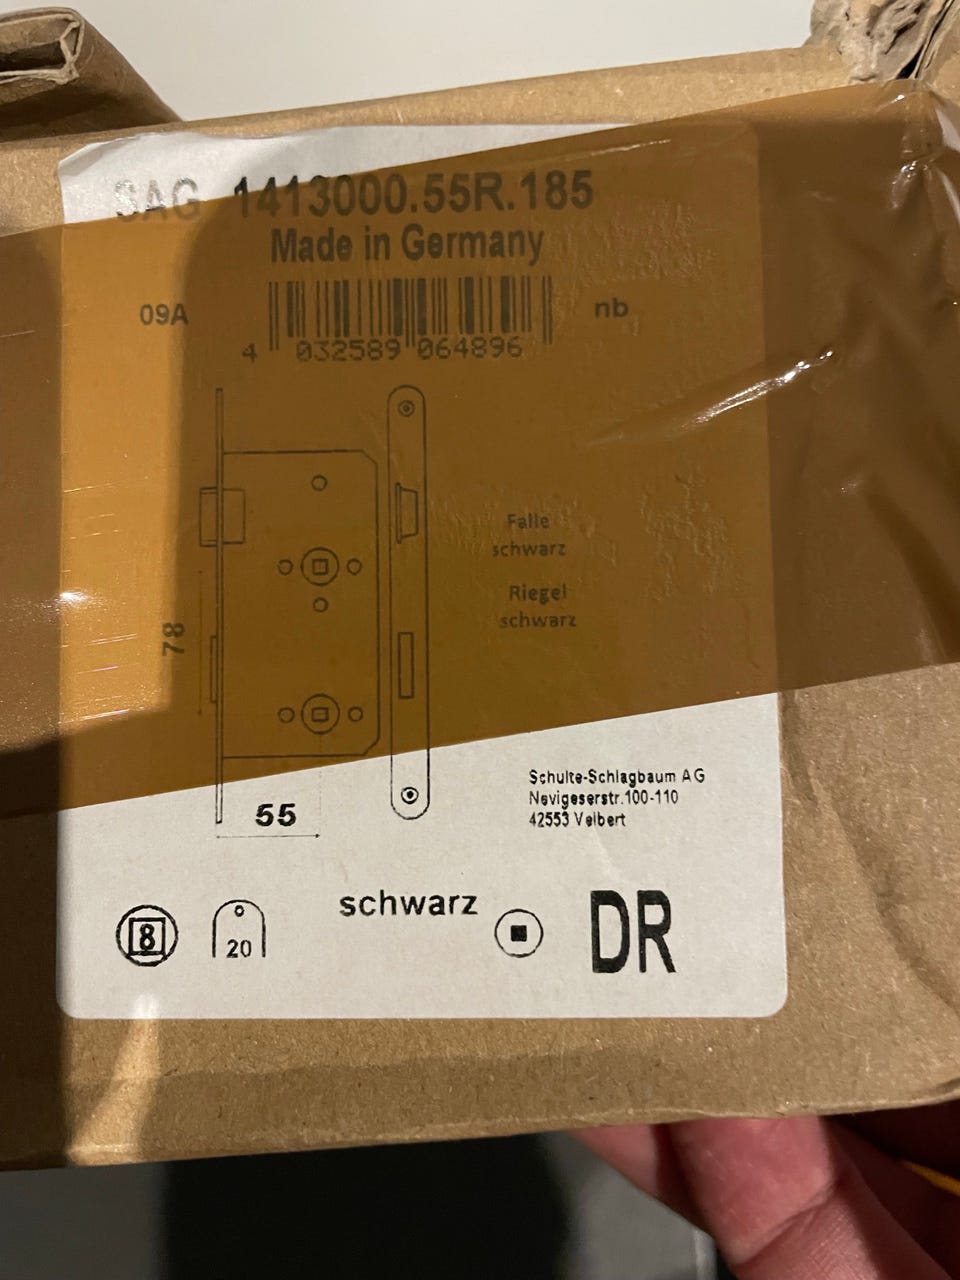 SAG 1413000.55R.185
Made in Germany
09A
nb
4 032589 064896
Falle
schwarz
Riegel
schwarz
78
55
Schulte-Schlagbaum AG
Nevigeserstr.100-110
42553 Velbert
8
20
schwarz
DR